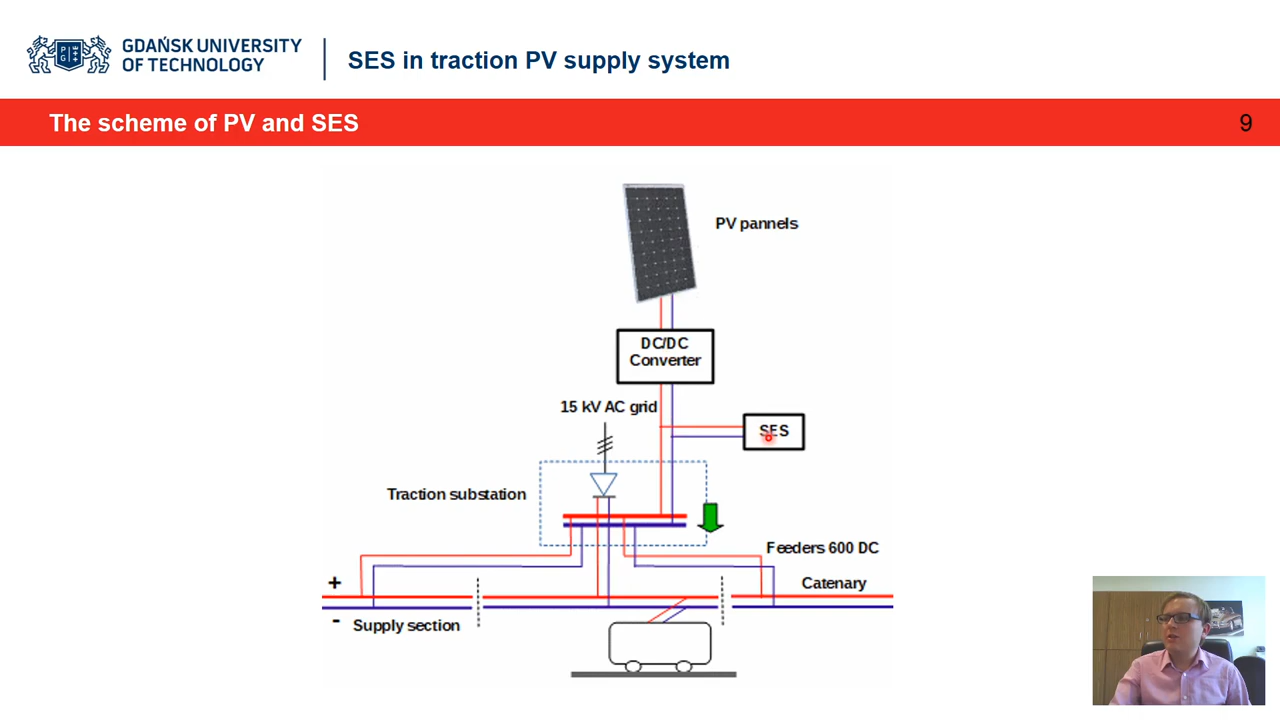 GDAŃSK UNIVERSITY
OF TECHNOLOGY
SES in traction PV supply system
The scheme of PV and SES
9
PV pannels
DC/DC
Converter
15 kV AC grid
SES
Traction substation
Feeders 600 DC
+
Catenary
-
Supply section